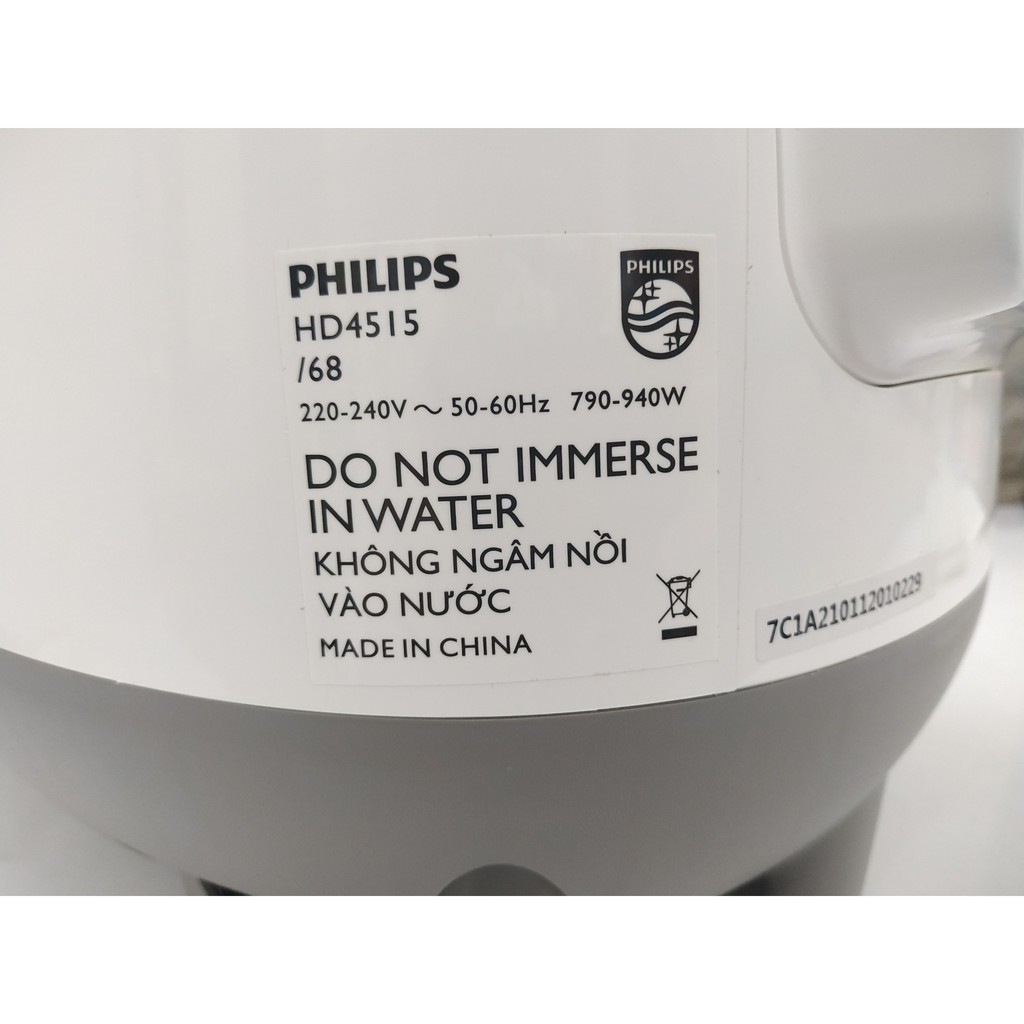 PHILIPS
PHILIPS
HD4515
/68
220-240V ~ 50-60Hz 790-940W
DO NOT IMMERSE
IN WATER
KHÔNG NGÂM NỒI
VÀO NƯỚC
MADE IN CHINA
7C1A210112010229